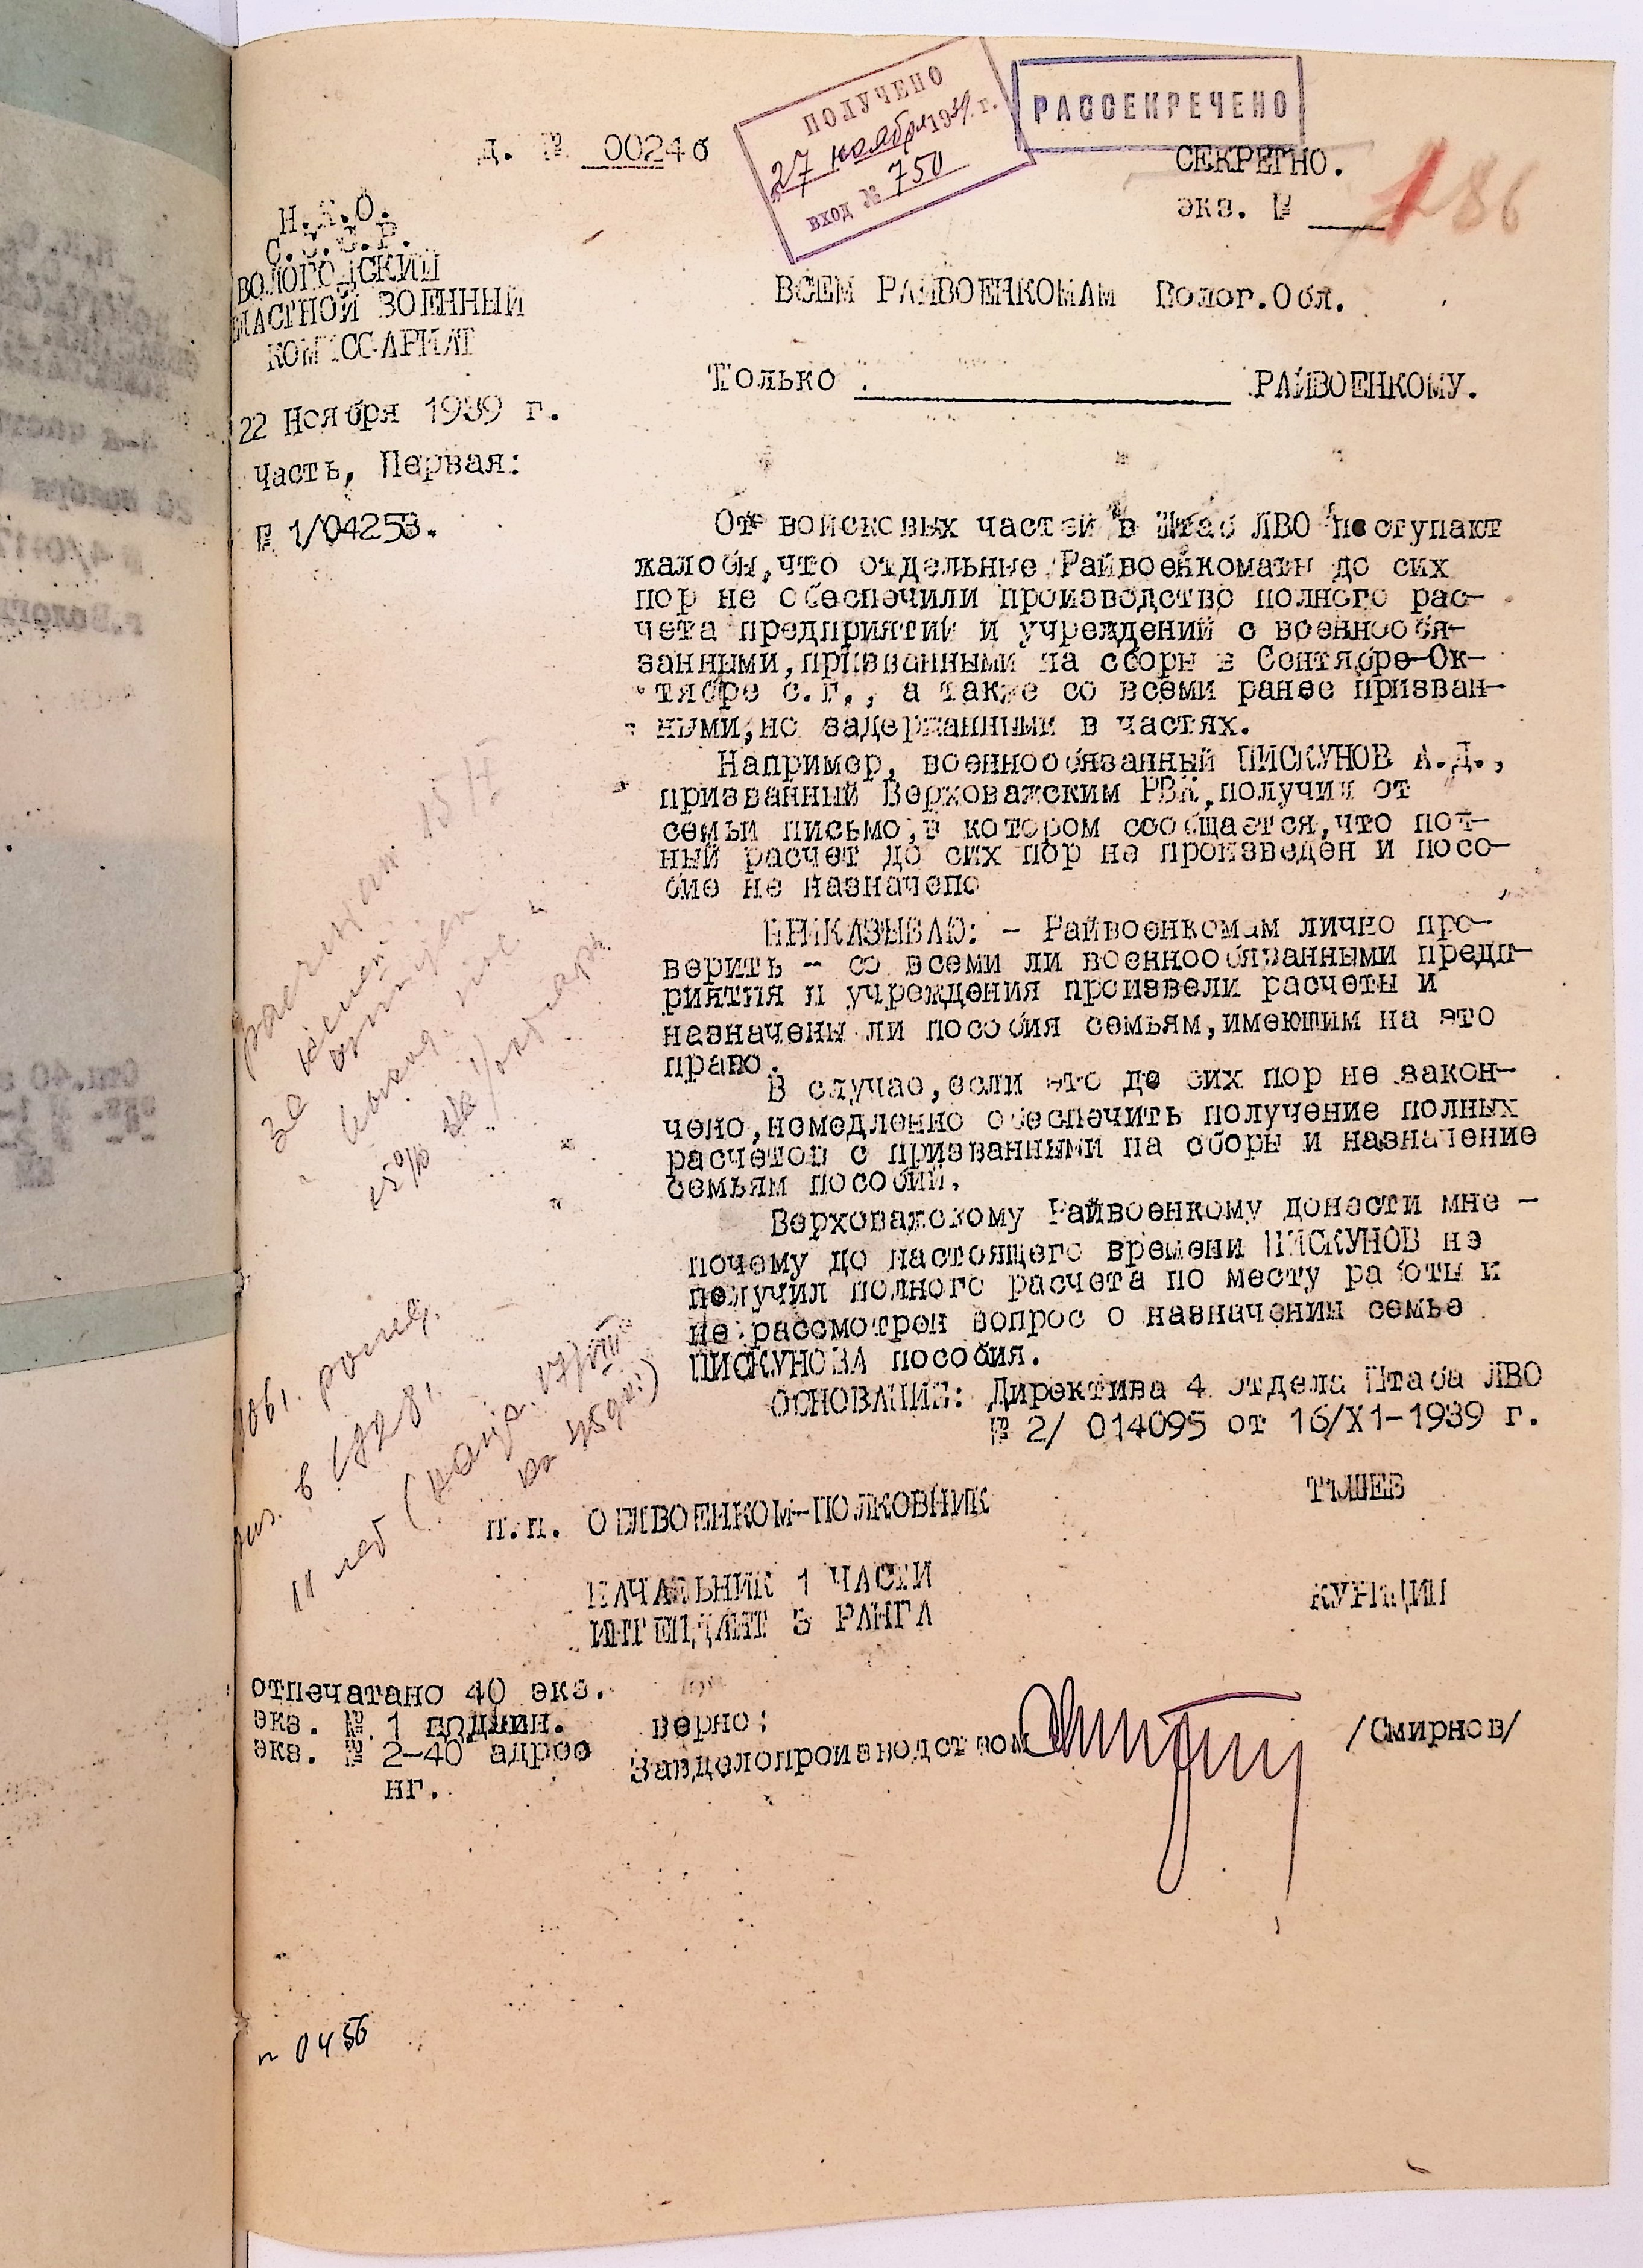 д. № 00246
ПОЛУЧЕНО
27 ноября 1939 г.
ВХОД № 750
РАССЕКРЕЧЕНО
СЕКРЕТНО.
экз. №
186
Н.К.О.
С.С.С.Р.
ВОЛОГОДСКИЙ
ЛАСТНОЙ ВОЕННЫЙ
КОМИССАРИАТ
22 Ноября 1939 г.
Часть, Первая:
№ 1/04253.
ВСЕМ РАЙВОЕНКОМАМ Волог.Обл.
Только РАЙВОЕНКОМУ.
От войсковых частей в Штаб ЛВО поступают
жалобы,что отдельные Райвоенкоматы до сих
пор не обеспечили производство полного рас-
чета предприятий и учреждений с военнообя-
занными,призванными на сборы в Сентябре-Ок-
тябре с.г., а также со всеми ранее призван-
ными,но задержанными в частях.
Например, военнообязанный ПИСКУНОВ А.Д.,
призванный Верховажским РВК,получил от
семьи письмо,в котором сообщается,что пол-
ный расчет до сих пор не произведен и посо-
бие не назначено
ПРИКАЗЫВАЮ: - Райвоенкомам лично про-
верить - со всеми ли военнообязанными предп-
риятия и учреждения произвели расчеты и
назначены ли пособия семьям,имеющим на это
право.
В случае,если это до сих пор не закон-
чено,немедленно обеспечить получение полных
расчетов с призванными на сборы и назначение
семьям пособий.
Верховажскому Райвоенкому донести мне -
почему до настоящего времени ПИСКУНОВ не
получил полного расчета по месту работы и
не рассмотрен вопрос о назначении семье
ПИСКУНОВА пособия.
ОСНОВАНИЕ: Директива 4 отдела Штаба ЛВО
№ 2/ 014095 от 16/X1-1939 г.
п.п. ОБЛВОЕНКОМ-ПОЛКОВНИК
НАЧАЛЬНИК 1 ЧАСТИ
ИНТЕНДАНТ 3 РАНГА
отпечатано 40 экз.
экз. № 1 подлин.
экз. № 2-40 адрес
нг.
верно:
Завделопроизводством /Смирнов/